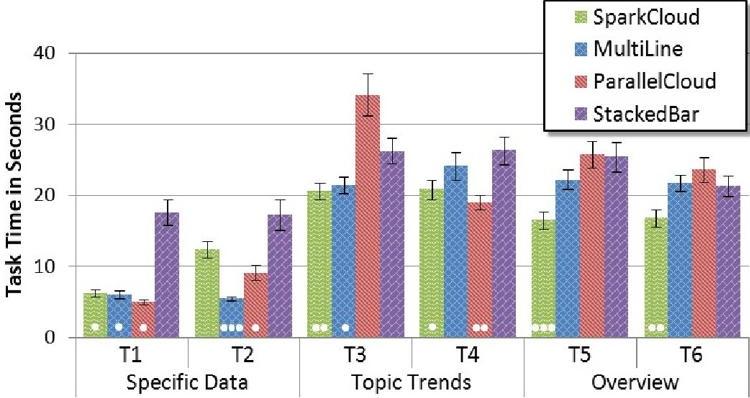 SparkCloud
MultiLine
ParallelCloud
StackedBar
Task Time in Seconds
40
30
20
10
0
T1 T2 T3 T4 T5 T6
Specific Data Topic Trends Overview